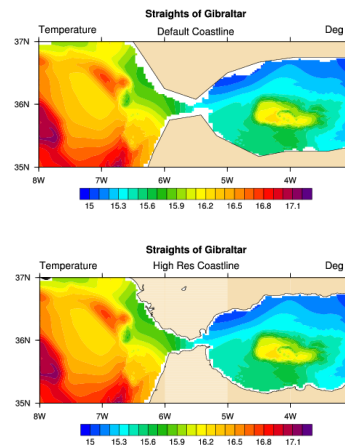 Straights of Gibraltar
Temperature Default Coastline Deg
37N
36N
35N
8W 7W 6W 5W 4W
15 15.3 15.6 15.9 16.2 16.5 16.8 17.1
Straights of Gibraltar
Temperature High Res Coastline Deg
37N
36N
35N
8W 7W 6W 5W 4W
15 15.3 15.6 15.9 16.2 16.5 16.8 17.1